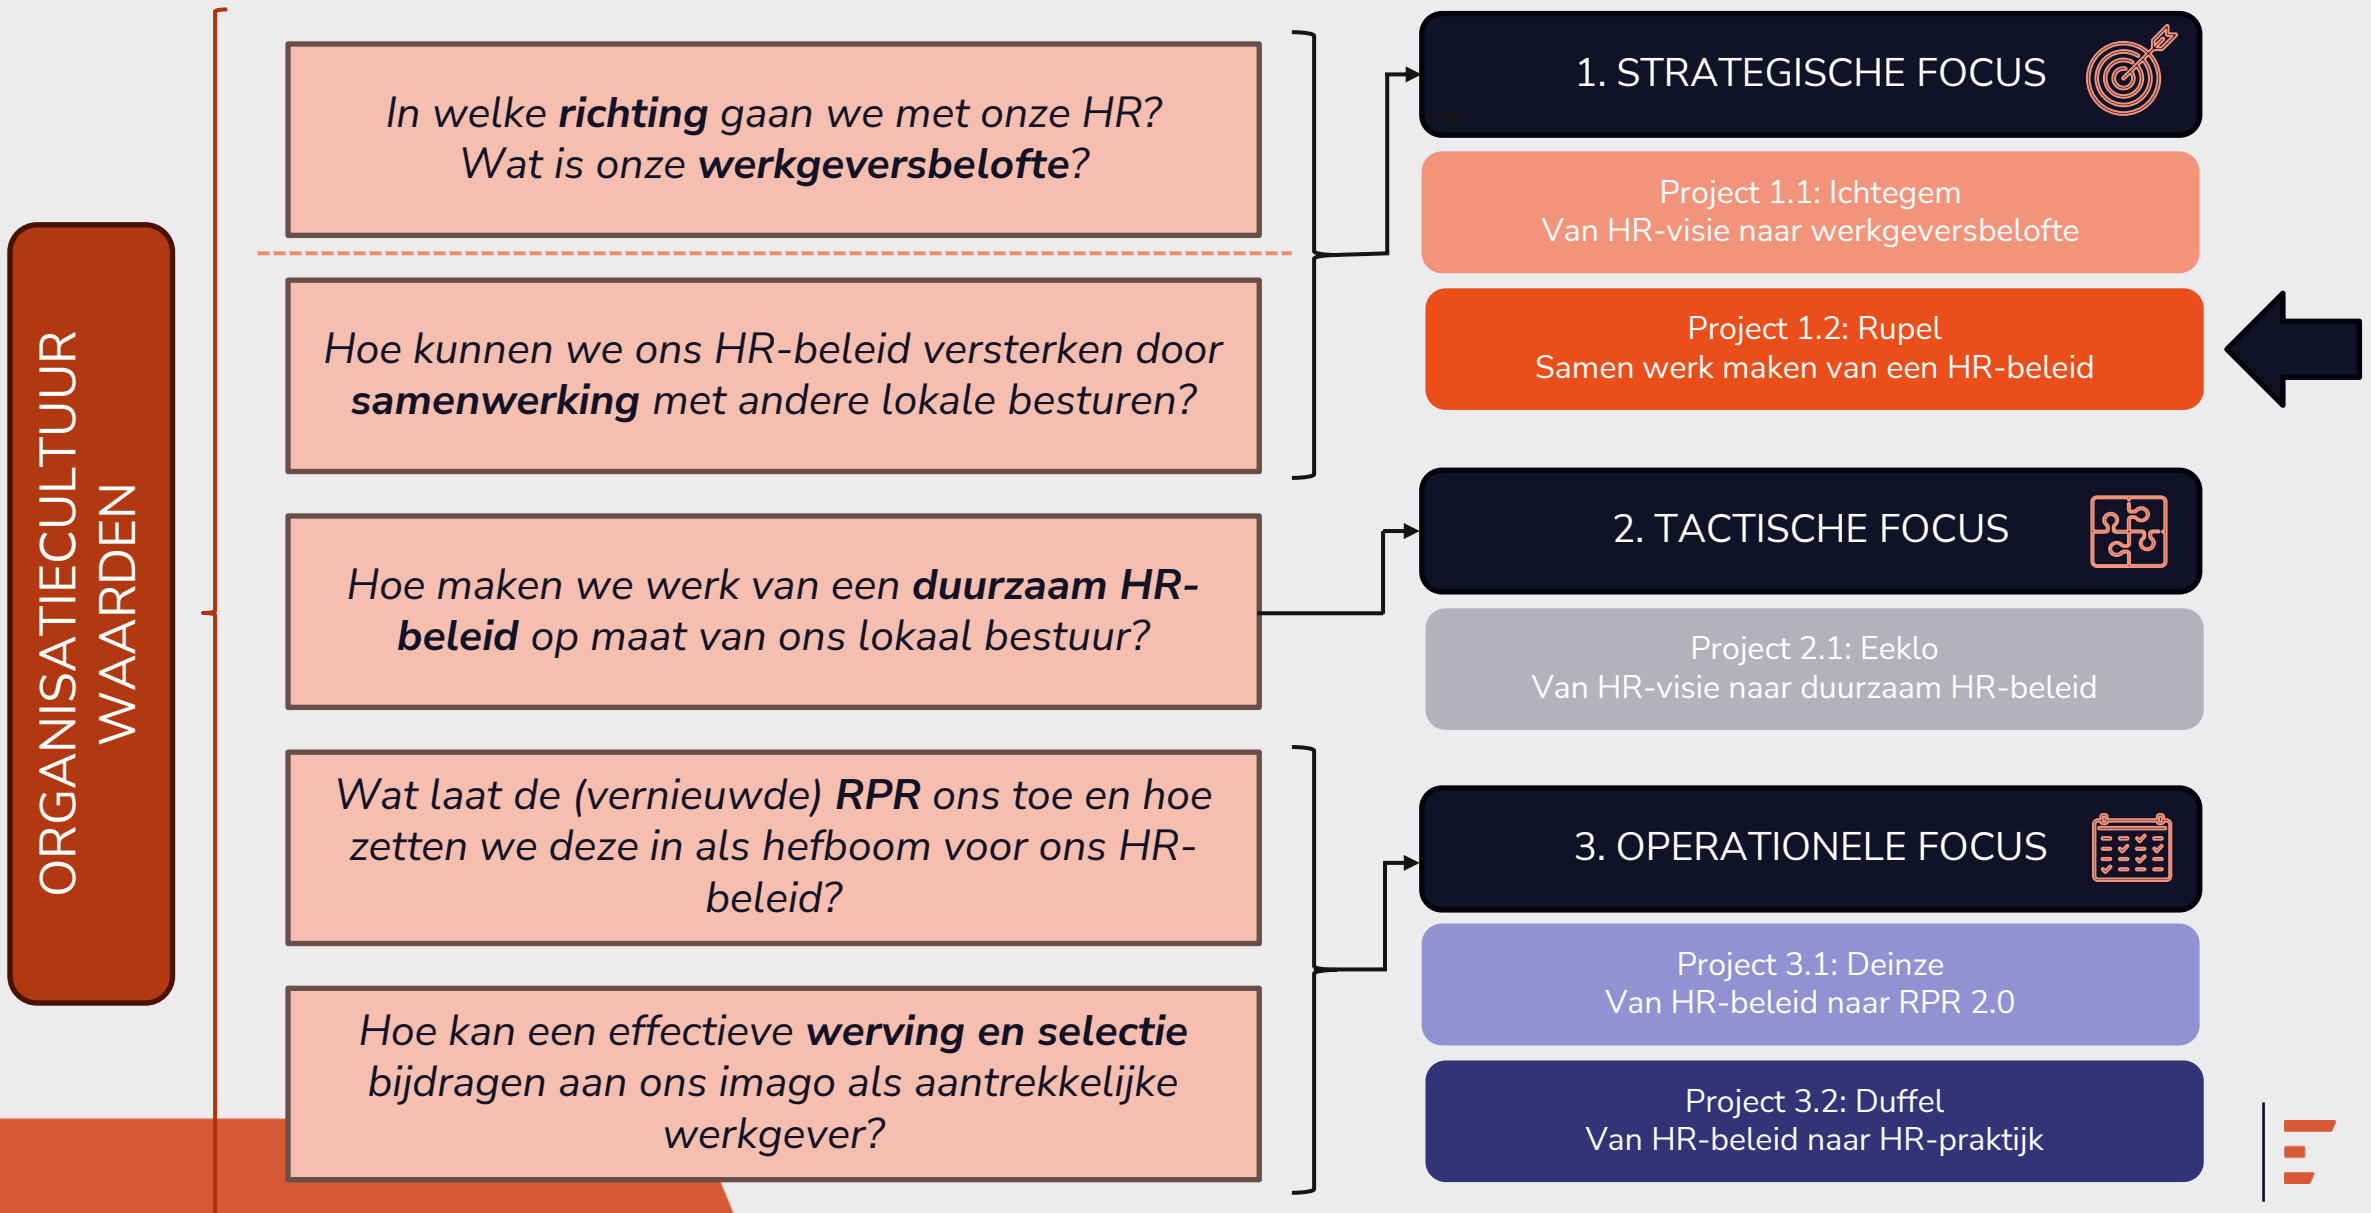 ORGANISATIECULTUUR
WAARDEN
In welke richting gaan we met onze HR?
Wat is onze werkgeversbelofte?
Hoe kunnen we ons HR-beleid versterken door
samenwerking met andere lokale besturen?
Hoe maken we werk van een duurzaam HR-
beleid op maat van ons lokaal bestuur?
Wat laat de (vernieuwde) RPR ons toe en hoe
zetten we deze in als hefboom voor ons HR-
beleid?
Hoe kan een effectieve werving en selectie
bijdragen aan ons imago als aantrekkelijke
werkgever?
1. STRATEGISCHE FOCUS
Project 1.1: Ichtegem
Van HR-visie naar werkgeversbelofte
Project 1.2: Rupel
Samen werk maken van een HR-beleid
2. TACTISCHE FOCUS
Project 2.1: Eeklo
Van HR-visie naar duurzaam HR-beleid
3. OPERATIONELE FOCUS
Project 3.1: Deinze
Van HR-beleid naar RPR 2.0
Project 3.2: Duffel
Van HR-beleid naar HR-praktijk